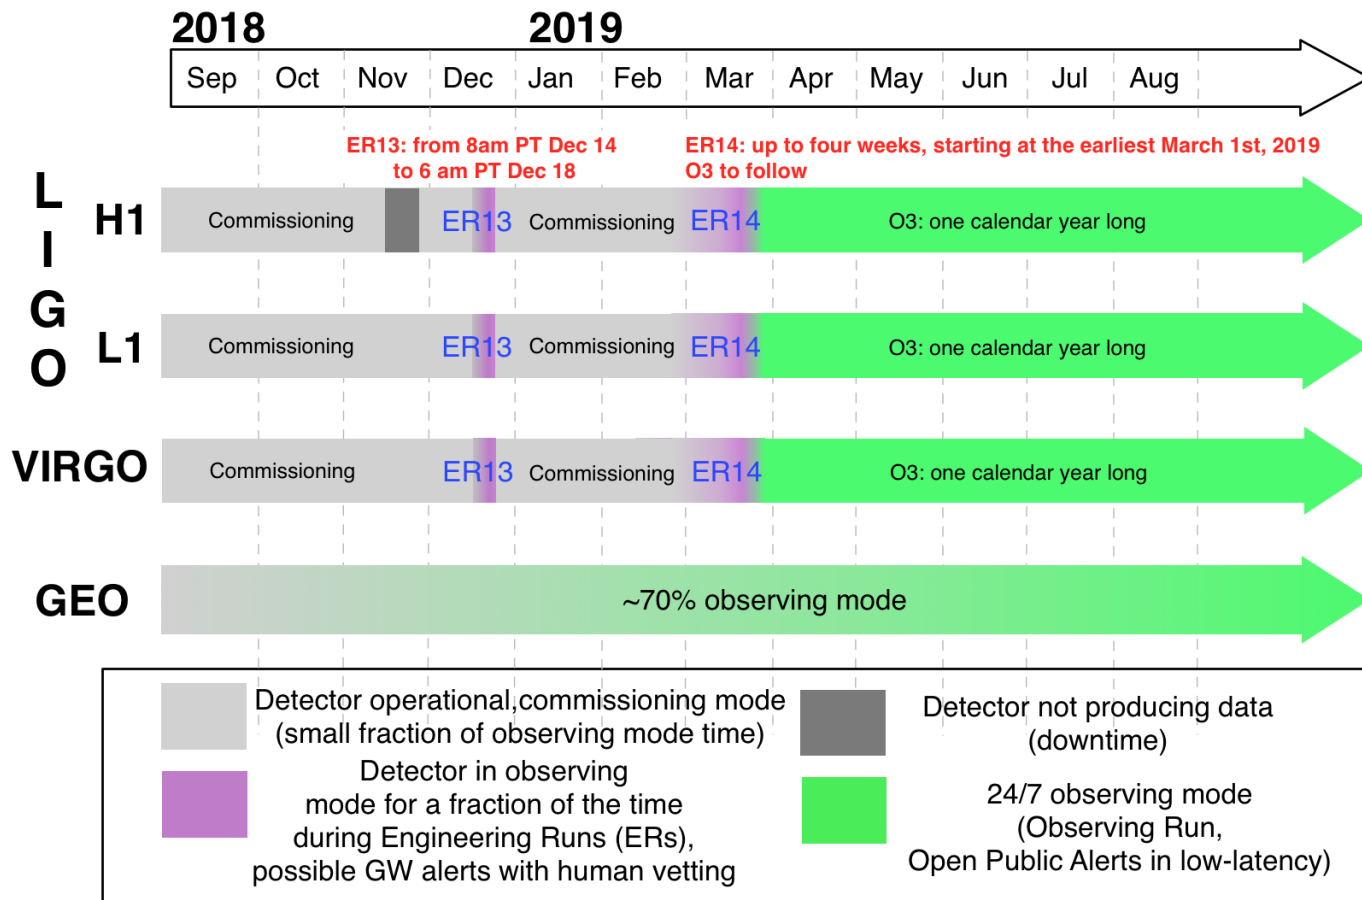 2018 2019
Sep Oct Nov Dec Jan Feb Mar Apr May Jun Jul Aug
ER13: from 8am PT Dec 14
to 6 am PT Dec 18
ER14: up to four weeks, starting at the earliest March 1st, 2019
O3 to follow
LIGO
H1 Commissioning ER13 Commissioning ER14 O3: one calendar year long
L1 Commissioning ER13 Commissioning ER14 O3: one calendar year long
VIRGO Commissioning ER13 Commissioning ER14 O3: one calendar year long
GEO ~70% observing mode
Detector operational,commissioning mode
(small fraction of observing mode time)
Detector in observing
mode for a fraction of the time
during Engineering Runs (ERs),
possible GW alerts with human vetting
Detector not producing data
(downtime)
24/7 observing mode
(Observing Run,
Open Public Alerts in low-latency)